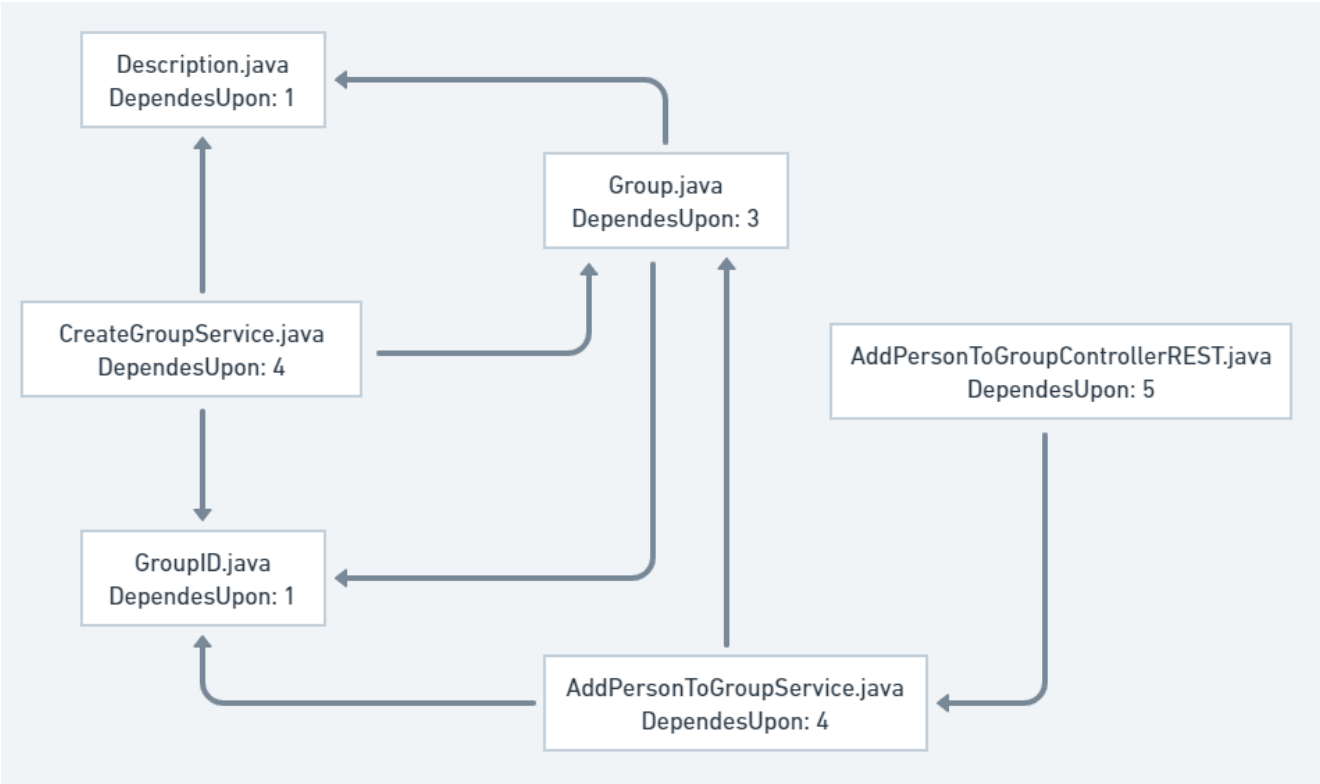 Description.java
DependesUpon: 1
Group.java
DependesUpon: 3
CreateGroupService.java
DependesUpon: 4
AddPersonToGroupControllerREST.java
DependesUpon: 5
GroupID.java
DependesUpon: 1
AddPersonToGroupService.java
DependesUpon: 4